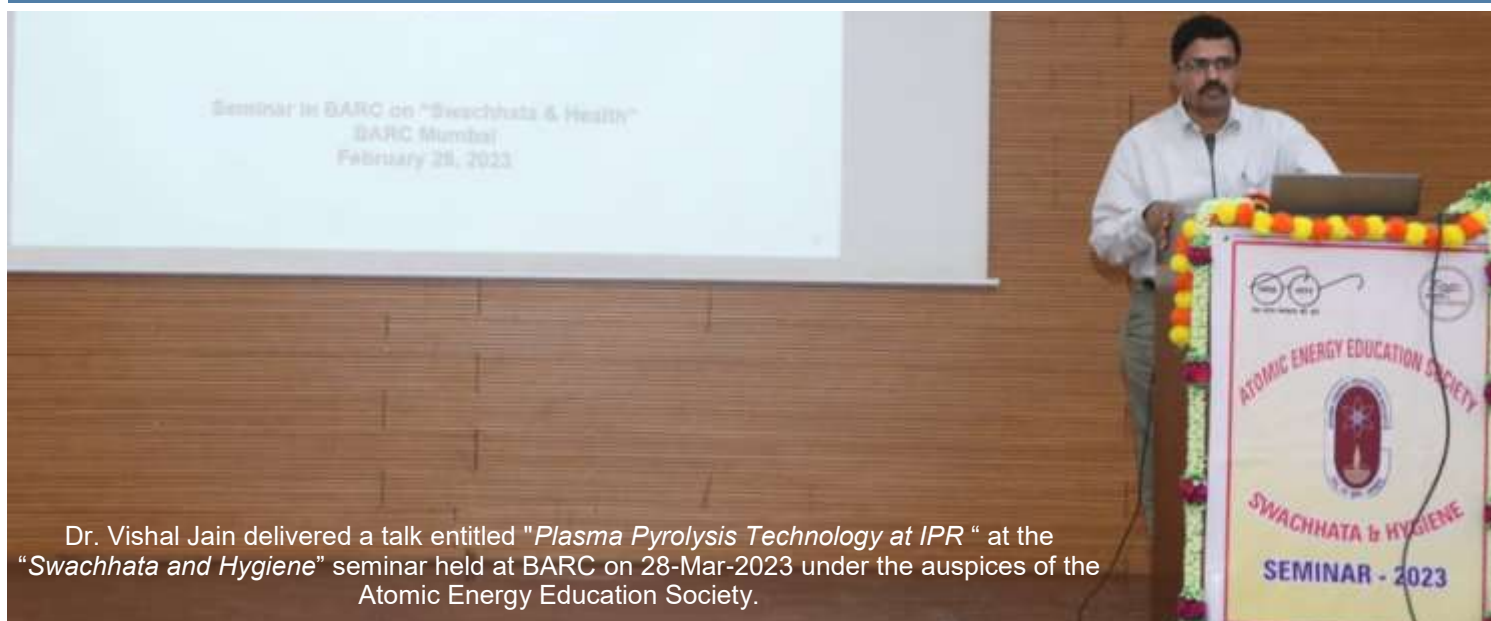 Seminar in BARC on "Swachhata & Health"
BARC Mumbai
February 28, 2023
ATOMIC ENERGY EDUCATION SOCIETY
SWACHHATA & HYGIENE
SEMINAR - 2023
Dr. Vishal Jain delivered a talk entitled "Plasma Pyrolysis Technology at IPR “ at the
“Swachhata and Hygiene” seminar held at BARC on 28-Mar-2023 under the auspices of the
Atomic Energy Education Society.